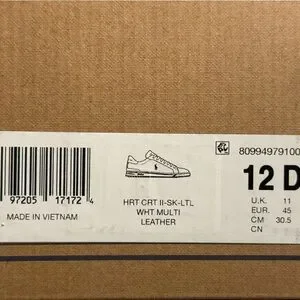 80994979100
12 D
97205 17172 4
HRT CRT II-SK-LTL
WHT MULTI
LEATHER
MADE IN VIETNAM
U.K. 11
EUR. 45
CM 30.5
CN